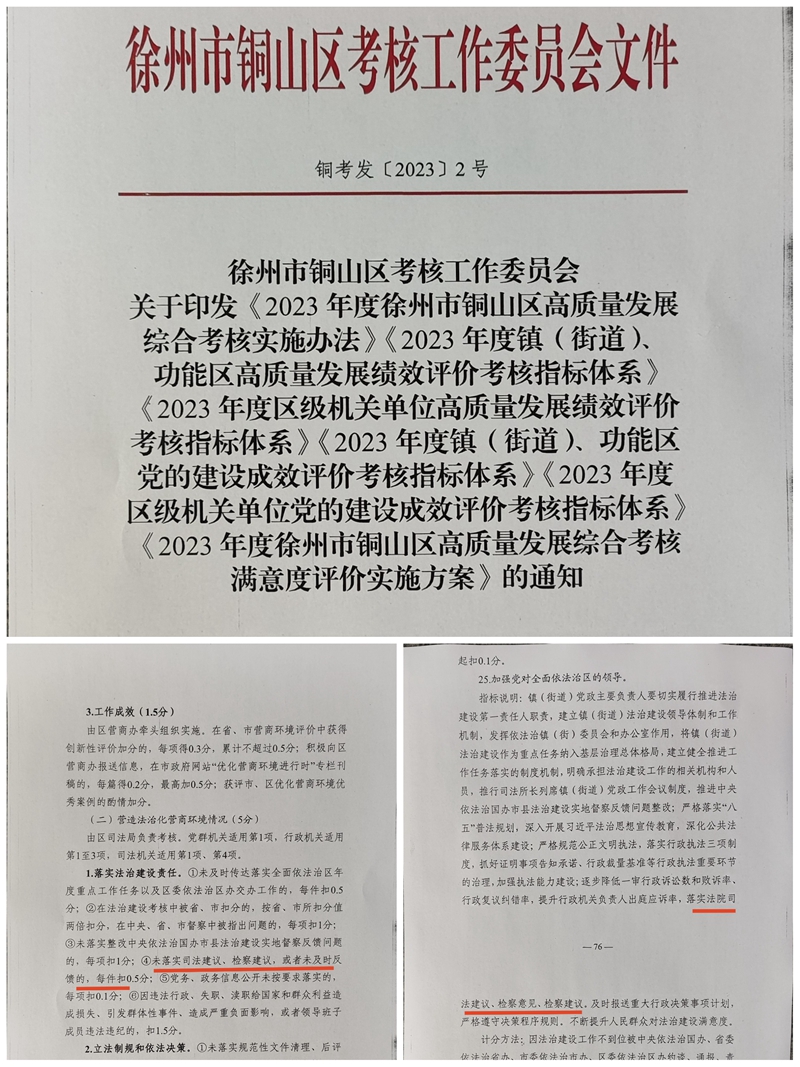 徐州市铜山区考核工作委员会文件
铜考发〔2023〕2号
徐州市铜山区考核工作委员会
关于印发《2023年度徐州市铜山区高质量发展
综合考核实施办法》《2023年度镇（街道）、
功能区高质量发展绩效评价考核指标体系》
《2023年度区级机关单位高质量发展绩效评价
考核指标体系》《2023年度镇（街道）、功能区
党的建设成效评价考核指标体系》《2023年度
区级机关单位党的建设成效评价考核指标体系》
《2023年度徐州市铜山区高质量发展综合考核
满意度评价实施方案》的通知
3.工作成效（1.5分）
由区营商办牵头组织实施。在省、市营商环境评价中获得
创新性评价加分的，每项得0.3分，累计不超过0.5分；积极向区
营商办报送信息，在市政府网站“优化营商环境进行时”专栏刊
稿的，每篇得0.2分，最高加0.5分；获评市、区优化营商环境优
秀案例的酌情加分。
（二）营造法治化营商环境情况（5分）
由区司法局负责考核。党群机关适用第1项，行政机关适用
第1至3项，司法机关适用第1项、第4项。
1.落实法治建设责任。①未及时传达落实全面依法治区年
度重点工作任务以及区委依法治区办交办工作的，每件扣0.5
分；②在法治建设考核中被省、市扣分的，按省、市所扣分值
两倍扣分，在中央、省、市督察中被指出问题的，每项扣1分；
③未落实整改中央依法治国办市县法治建设实地督察反馈问题
的，每项扣1分；④未落实司法建议、检察建议，或者未及时反
馈的，每件扣0.5分；⑤党务、政务信息公开未按要求落实的，
每项扣0.1分；⑥因违法行政、失职、渎职给国家和群众利益造
成损失、引发群体性事件、造成严重负面影响，或者领导班子
成员违法违纪的，扣1.5分。
2.立法制规和依法决策。①未落实规范性文件清理、后评
起扣0.1分。
25.加强党对全面依法治区的领导。
指标说明：镇（街道）党政主要负责人要切实履行推进法治
建设第一责任人职责，建立镇（街道）法治建设领导体制和工作
机制，发挥依法治镇（街）委员会和办公室作用，将镇（街道）
法治建设作为重点任务纳入基层治理总体格局，建立健全推进工
作任务落实的制度机制，明确承担法治建设工作的相关机构和人
员，推行司法所长列席镇（街道）党政工作会议制度，推进中央
依法治国办市县法治建设实地督察反馈问题整改；严格落实“八
五”普法规划，深入开展习近平法治思想宣传教育，深化公共法
律服务体系建设；严格规范公正文明执法，落实行政执法三项制
度，抓好证明事项告知承诺、行政裁量基准等行政执法重要环节
的治理，加强执法能力建设；逐步降低一审行政诉讼数和败诉率、
行政复议纠错率，提升行政机关负责人出庭应诉率，落实法院司
—76—
法建议、检察意见、检察建议。及时报送重大行政决策事项计划，
严格遵守决策程序规则。不断提升人民群众对法治建设满意度。
计分方法：因法治建设工作不到位被中央依法治国办、省委
依法治省办、市委依法治市办、区委依法治区办约谈、通报、责